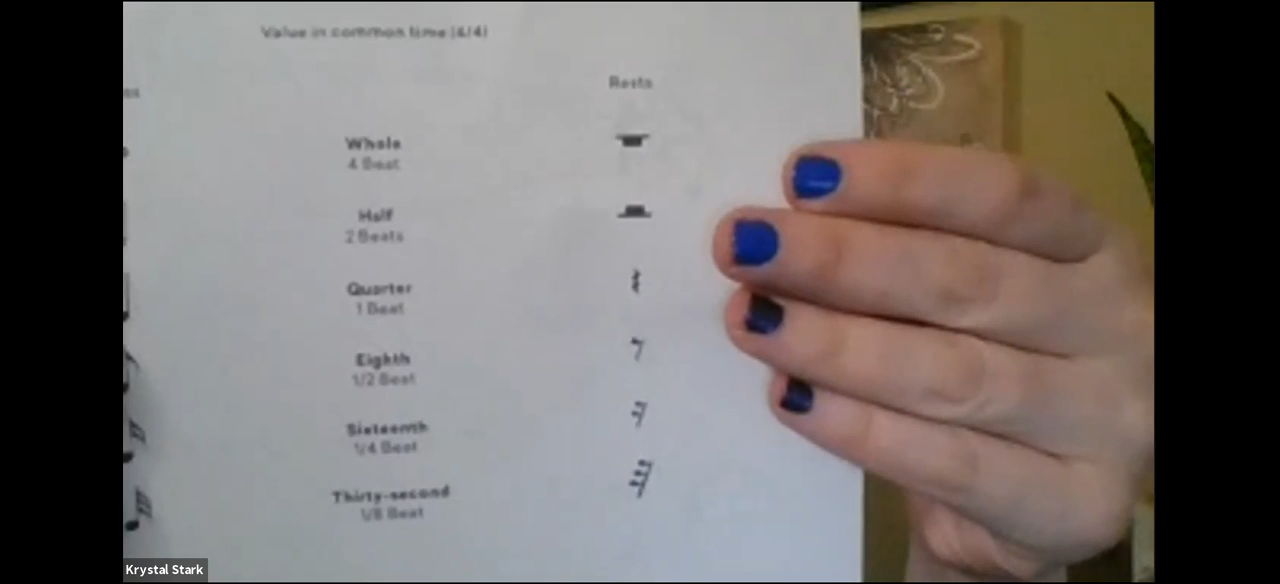 Value in common time (4/4)
Rests
Whole
4 Beat
Half
2 Beats
Quarter
1 Beat
Eighth
1/2 Beat
Sixteenth
1/4 Beat
Thirty-second
1/8 Beat
Krystal Stark